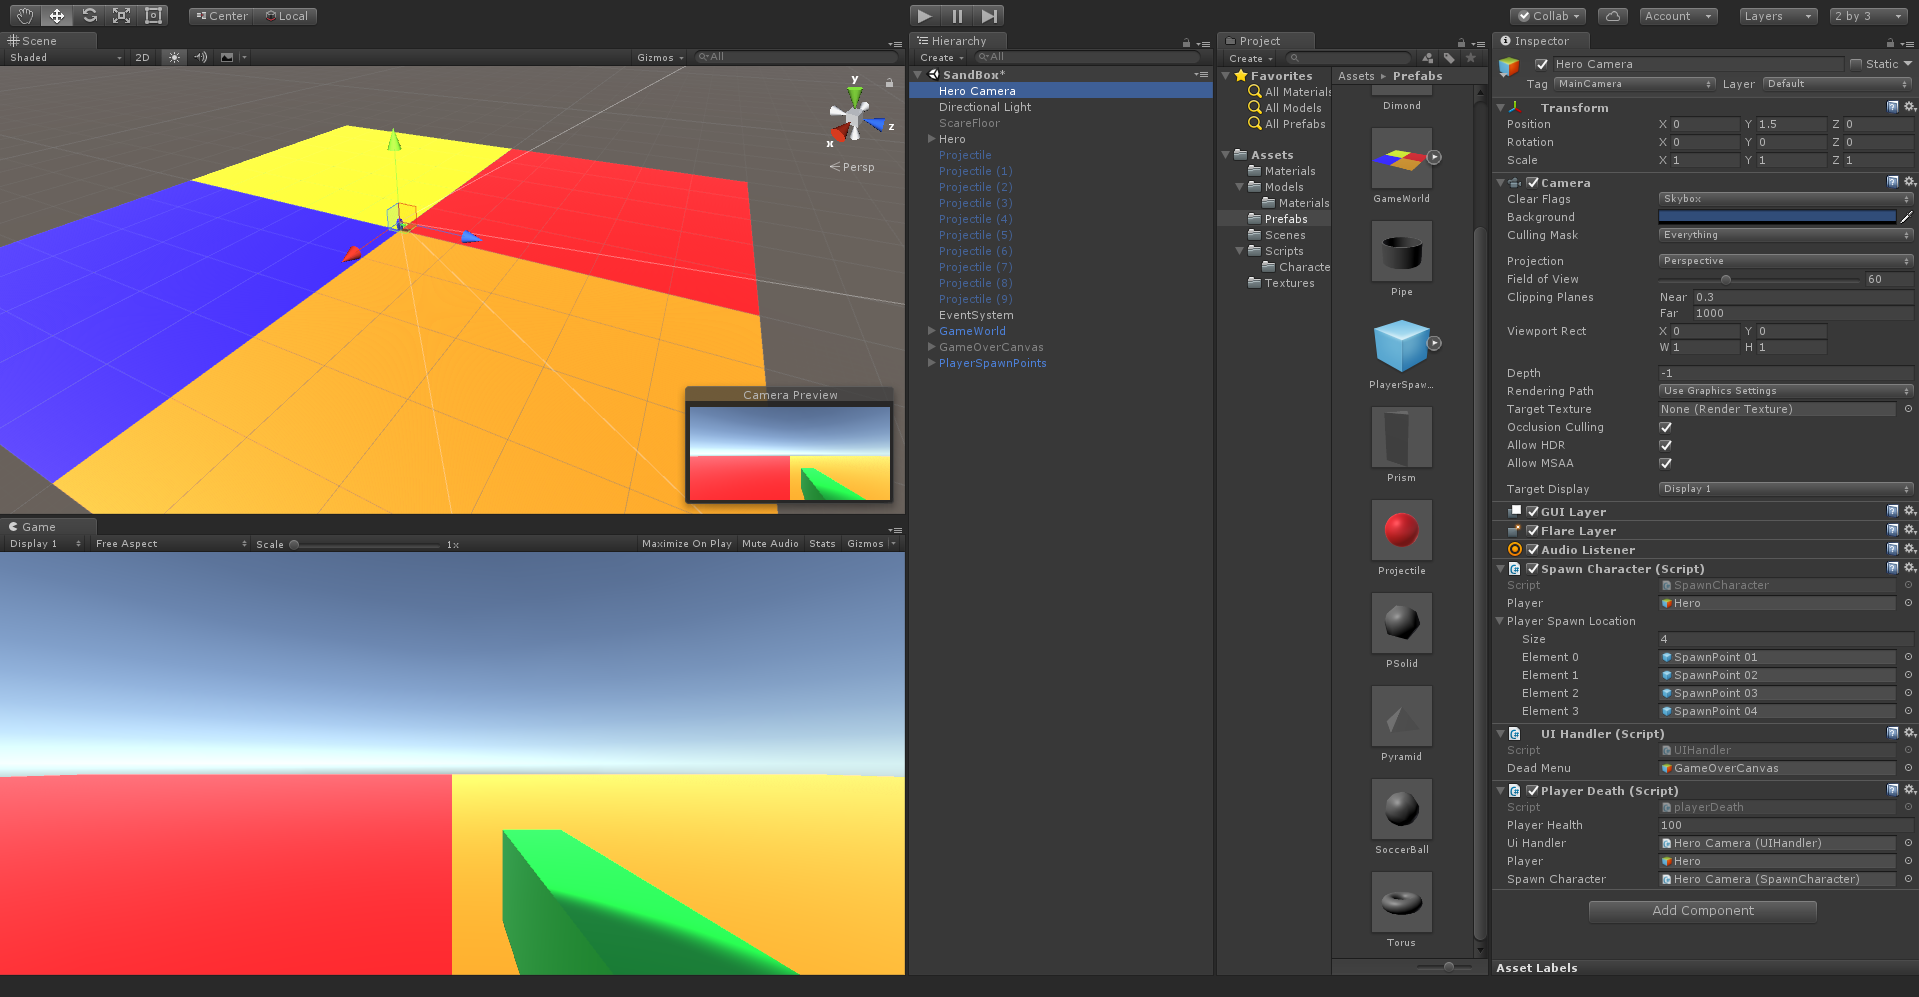 Center Local
Collab Account Layers 2 by 3
Scene
Shaded 2D Gizmos All
y
z
x
Persp
Camera Preview
Game
Display 1 Free Aspect Scale 1x Maximize On Play Mute Audio Stats Gizmos
Hierarchy
Create All
SandBox*
Hero Camera
Directional Light
ScareFloor
Hero
Projectile
Projectile (1)
Projectile (2)
Projectile (3)
Projectile (4)
Projectile (5)
Projectile (6)
Projectile (7)
Projectile (8)
Projectile (9)
EventSystem
GameWorld
GameOverCanvas
PlayerSpawnPoints
Project
Create
Favorites
All Materials
All Models
All Prefabs
Assets
Materials
Models
Materials
Prefabs
Scenes
Scripts
Characte
Textures
Assets Prefabs
Dimond
GameWorld
Pipe
PlayerSpaw...
Prism
Projectile
PSolid
Pyramid
SoccerBall
Torus
Inspector
Hero Camera Static
Tag MainCamera Layer Default
Transform
Position X 0 Y 1.5 Z 0
Rotation X 0 Y 0 Z 0
Scale X 1 Y 1 Z 1
Camera
Clear Flags Skybox
Background
Culling Mask Everything
Projection Perspective
Field of View 60
Clipping Planes Near 0.3
Far 1000
Viewport Rect X 0 Y 0
W 1 H 1
Depth -1
Rendering Path Use Graphics Settings
Target Texture None (Render Texture)
Occlusion Culling
Allow HDR
Allow MSAA
Target Display Display 1
GUI Layer
Flare Layer
Audio Listener
Spawn Character (Script)
Script SpawnCharacter
Player Hero
Player Spawn Location
Size 4
Element 0 SpawnPoint 01
Element 1 SpawnPoint 02
Element 2 SpawnPoint 03
Element 3 SpawnPoint 04
UI Handler (Script)
Script UIHandler
Dead Menu GameOverCanvas
Player Death (Script)
Script playerDeath
Player Health 100
Ui Handler Hero Camera (UIHandler)
Player Hero
Spawn Character Hero Camera (SpawnCharacter)
Add Component
Asset Labels